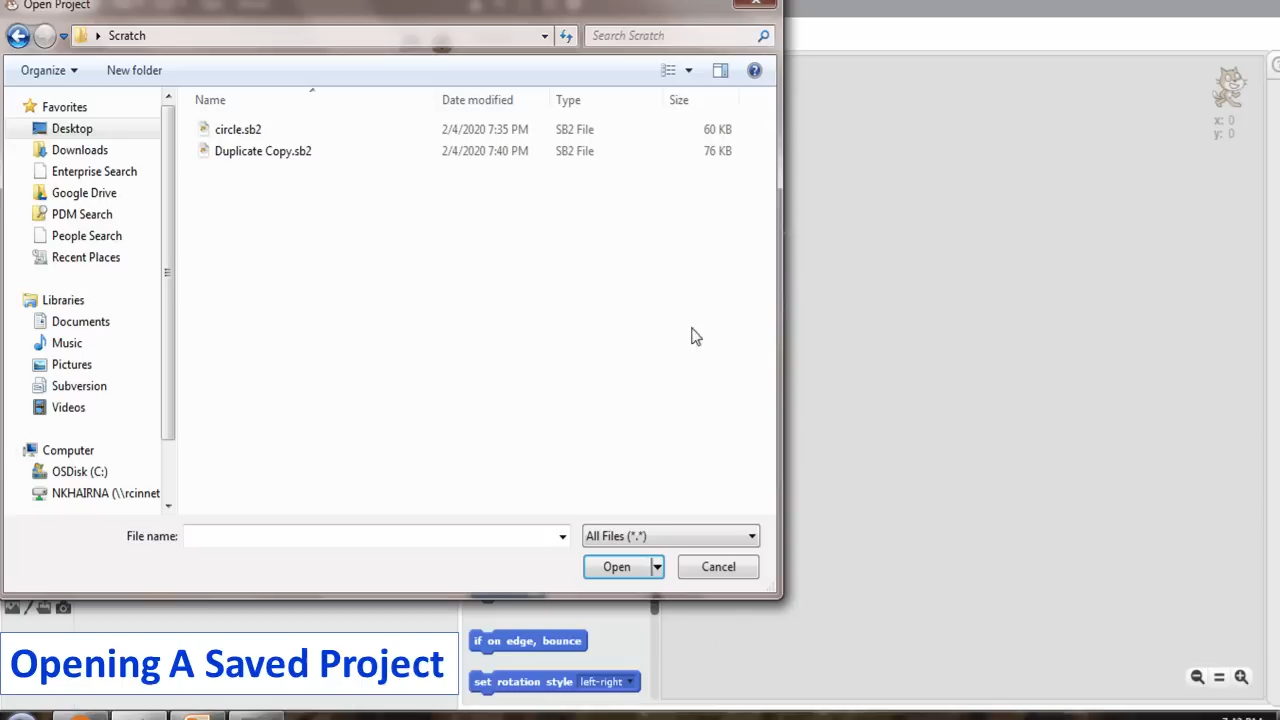 Open Project
Scratch
Search Scratch
Organize
New folder
Name
Date modified
Type
Size
circle.sb2
2/4/2020 7:35 PM
SB2 File
60 KB
Duplicate Copy.sb2
2/4/2020 7:40 PM
SB2 File
76 KB
Favorites
Desktop
Downloads
Enterprise Search
Google Drive
PDM Search
People Search
Recent Places
Libraries
Documents
Music
Pictures
Subversion
Videos
Computer
OSDisk (C:)
NKHAIRNA (\\rcinnet
File name:
All Files (*.*)
Open
Cancel
x: 0
y: 0
if on edge, bounce
set rotation style left-right
Opening A Saved Project